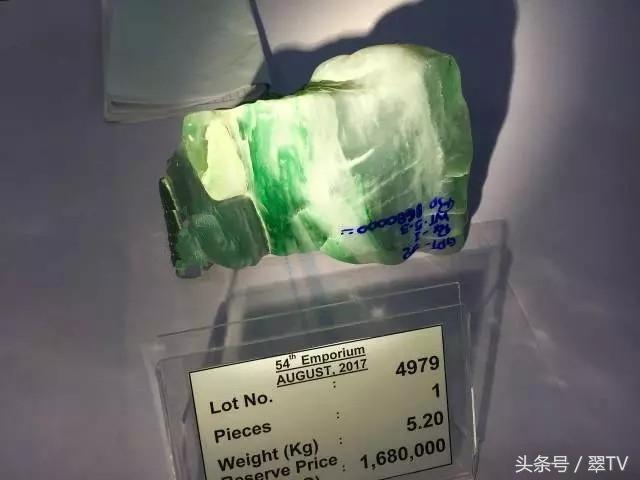 54th Emporium
AUGUST, 2017
Lot No. : 4979
Pieces : 1
Weight (Kg) : 5.20
Reserve Price : 1,680,000
头条号 / 翠TV